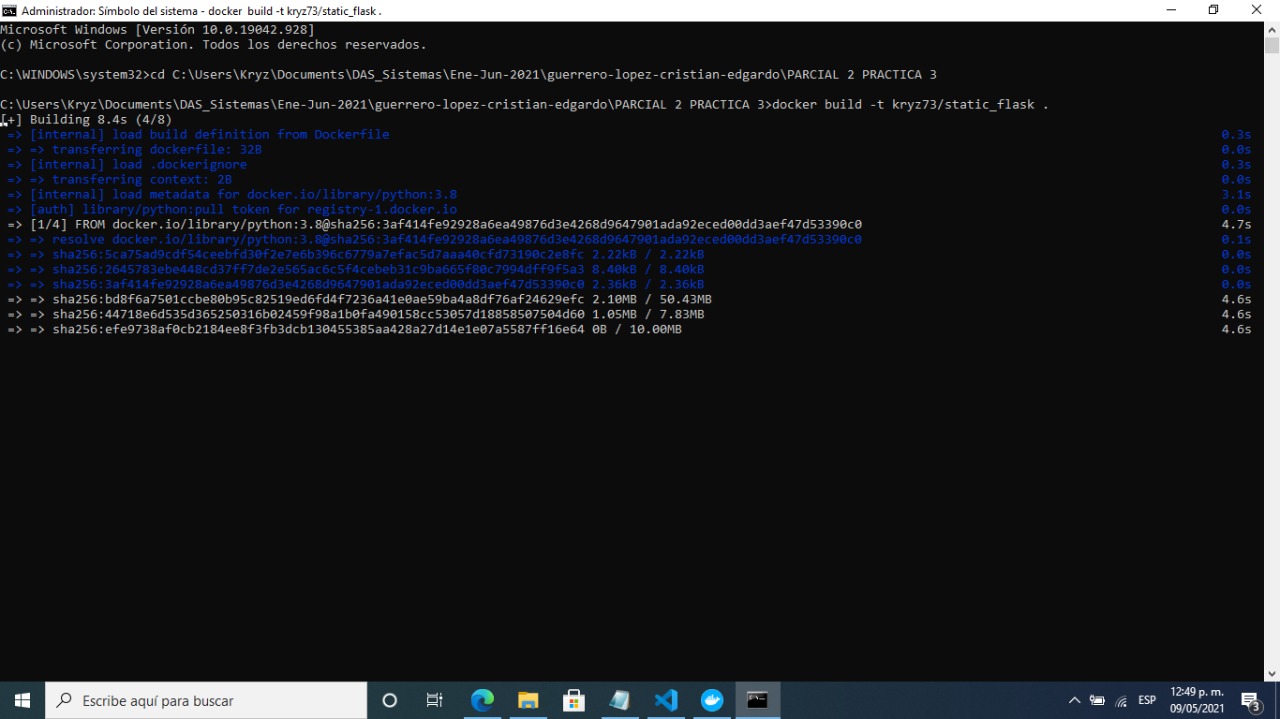 Administrador: Símbolo del sistema - docker  build -t kryz73/static_flask .
Microsoft Windows [Versión 10.0.19042.928]
(c) Microsoft Corporation. Todos los derechos reservados.
C:\WINDOWS\system32>cd C:\Users\Kryz\Documents\DAS_Sistemas\Ene-Jun-2021\guerrero-lopez-cristian-edgardo\PARCIAL 2 PRACTICA 3
C:\Users\Kryz\Documents\DAS_Sistemas\Ene-Jun-2021\guerrero-lopez-cristian-edgardo\PARCIAL 2 PRACTICA 3>docker build -t kryz73/static_flask .
[+] Building 8.4s (4/8)
=> [internal] load build definition from Dockerfile 0.3s
=> => transferring dockerfile: 32B 0.0s
=> [internal] load .dockerignore 0.3s
=> => transferring context: 2B 0.0s
=> [internal] load metadata for docker.io/library/python:3.8 3.1s
=> [auth] library/python:pull token for registry-1.docker.io 0.0s
=> [1/4] FROM docker.io/library/python:3.8@sha256:3af414fe92928a6ea49876d3e4268d9647901ada92eced00dd3aef47d53390c0 4.7s
=> => resolve docker.io/library/python:3.8@sha256:3af414fe92928a6ea49876d3e4268d9647901ada92eced00dd3aef47d53390c0 0.1s
=> => sha256:5ca75ad9cdf54ceebfd30f2e7e6b396c6779a7efac5d7aaa40cfd73190c2e8fc 2.22kB / 2.22kB 0.0s
=> => sha256:2645783ebe448cd37ff7de2e565ac6c5f4cebeb31c9ba665f80c7994dff9f5a3 8.40kB / 8.40kB 0.0s
=> => sha256:3af414fe92928a6ea49876d3e4268d9647901ada92eced00dd3aef47d53390c0 2.36kB / 2.36kB 0.0s
=> => sha256:bd8f6a7501ccbe80b95c82519ed6fd4f7236a41e0ae59ba4a8df76af24629efc 2.10MB / 50.43MB 4.6s
=> => sha256:44718e6d535d365250316b02459f98a1b0fa490158cc53057d18858507504d60 1.05MB / 7.83MB 4.6s
=> => sha256:efe9738af0cb2184ee8f3fb3dcb130455385aa428a27d14e1e07a5587ff16e64 0B / 10.00MB 4.6s
Escribe aquí para buscar
ESP
12:49 p. m.
09/05/2021
3